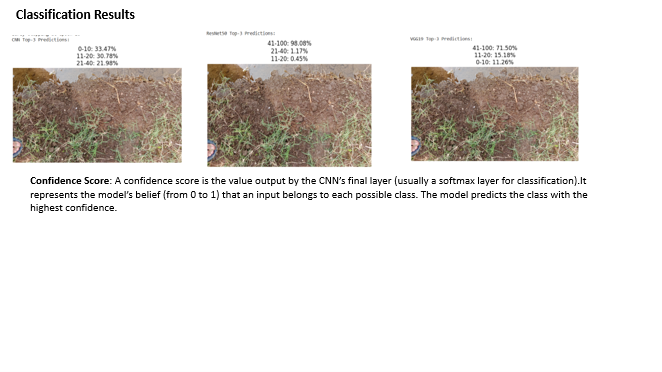 Classification Results
CNN Top-3 Predictions:
0-10: 33.47%
11-20: 30.78%
21-40: 21.98%
ResNet50 Top-3 Predictions:
41-100: 98.08%
21-40: 1.17%
11-20: 0.45%
VGG16 Top-3 Predictions:
41-100: 71.50%
11-20: 15.18%
0-10: 11.26%
Confidence Score: A confidence score is the value output by the CNN's final layer (usually a softmax layer for classification).It
represents the model's belief (from 0 to 1) that an input belongs to each possible class. The model predicts the class with the
highest confidence.